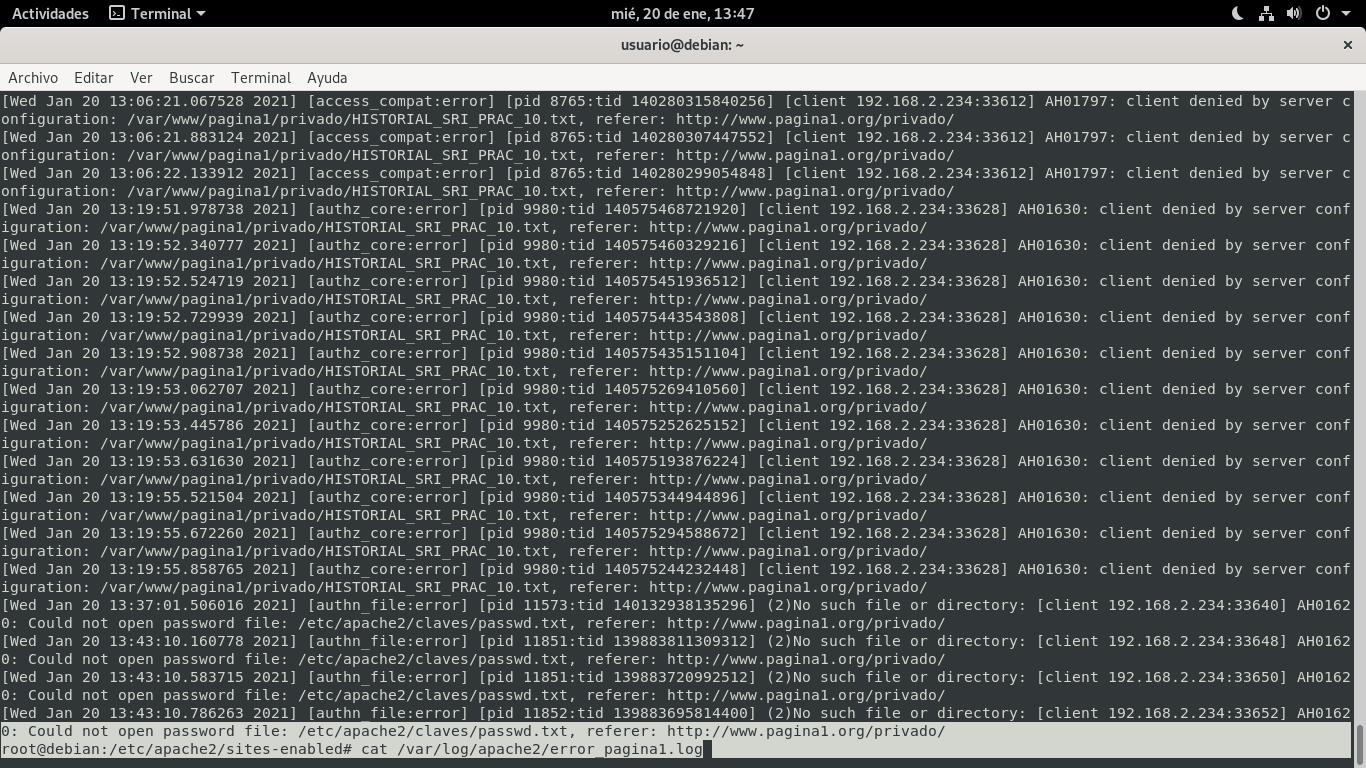 Actividades Terminal mié, 20 de ene, 13:47
usuario@debian: ~
Archivo Editar Ver Buscar Terminal Ayuda
[Wed Jan 20 13:06:21.067528 2021] [access_compat:error] [pid 8765:tid 140280315840256] [client 192.168.2.234:33612] AH01797: client denied by server c
onfiguration: /var/www/pagina1/privado/HISTORIAL_SRI_PRAC_10.txt, referer: http://www.pagina1.org/privado/
[Wed Jan 20 13:06:21.883124 2021] [access_compat:error] [pid 8765:tid 140280307447552] [client 192.168.2.234:33612] AH01797: client denied by server c
onfiguration: /var/www/pagina1/privado/HISTORIAL_SRI_PRAC_10.txt, referer: http://www.pagina1.org/privado/
[Wed Jan 20 13:06:22.133912 2021] [access_compat:error] [pid 8765:tid 140280299054848] [client 192.168.2.234:33612] AH01797: client denied by server c
onfiguration: /var/www/pagina1/privado/HISTORIAL_SRI_PRAC_10.txt, referer: http://www.pagina1.org/privado/
[Wed Jan 20 13:19:51.978738 2021] [authz_core:error] [pid 9980:tid 140575468721920] [client 192.168.2.234:33628] AH01630: client denied by server conf
iguration: /var/www/pagina1/privado/HISTORIAL_SRI_PRAC_10.txt, referer: http://www.pagina1.org/privado/
[Wed Jan 20 13:19:52.340777 2021] [authz_core:error] [pid 9980:tid 140575460329216] [client 192.168.2.234:33628] AH01630: client denied by server conf
iguration: /var/www/pagina1/privado/HISTORIAL_SRI_PRAC_10.txt, referer: http://www.pagina1.org/privado/
[Wed Jan 20 13:19:52.524719 2021] [authz_core:error] [pid 9980:tid 140575451936512] [client 192.168.2.234:33628] AH01630: client denied by server conf
iguration: /var/www/pagina1/privado/HISTORIAL_SRI_PRAC_10.txt, referer: http://www.pagina1.org/privado/
[Wed Jan 20 13:19:52.729939 2021] [authz_core:error] [pid 9980:tid 140575443543808] [client 192.168.2.234:33628] AH01630: client denied by server conf
iguration: /var/www/pagina1/privado/HISTORIAL_SRI_PRAC_10.txt, referer: http://www.pagina1.org/privado/
[Wed Jan 20 13:19:52.908738 2021] [authz_core:error] [pid 9980:tid 140575435151104] [client 192.168.2.234:33628] AH01630: client denied by server conf
iguration: /var/www/pagina1/privado/HISTORIAL_SRI_PRAC_10.txt, referer: http://www.pagina1.org/privado/
[Wed Jan 20 13:19:53.062707 2021] [authz_core:error] [pid 9980:tid 140575269410560] [client 192.168.2.234:33628] AH01630: client denied by server conf
iguration: /var/www/pagina1/privado/HISTORIAL_SRI_PRAC_10.txt, referer: http://www.pagina1.org/privado/
[Wed Jan 20 13:19:53.445786 2021] [authz_core:error] [pid 9980:tid 140575252625152] [client 192.168.2.234:33628] AH01630: client denied by server conf
iguration: /var/www/pagina1/privado/HISTORIAL_SRI_PRAC_10.txt, referer: http://www.pagina1.org/privado/
[Wed Jan 20 13:19:53.631630 2021] [authz_core:error] [pid 9980:tid 140575193876224] [client 192.168.2.234:33628] AH01630: client denied by server conf
iguration: /var/www/pagina1/privado/HISTORIAL_SRI_PRAC_10.txt, referer: http://www.pagina1.org/privado/
[Wed Jan 20 13:19:55.521504 2021] [authz_core:error] [pid 9980:tid 140575344944896] [client 192.168.2.234:33628] AH01630: client denied by server conf
iguration: /var/www/pagina1/privado/HISTORIAL_SRI_PRAC_10.txt, referer: http://www.pagina1.org/privado/
[Wed Jan 20 13:19:55.672260 2021] [authz_core:error] [pid 9980:tid 140575294588672] [client 192.168.2.234:33628] AH01630: client denied by server conf
iguration: /var/www/pagina1/privado/HISTORIAL_SRI_PRAC_10.txt, referer: http://www.pagina1.org/privado/
[Wed Jan 20 13:19:55.858765 2021] [authz_core:error] [pid 9980:tid 140575244232448] [client 192.168.2.234:33628] AH01630: client denied by server conf
iguration: /var/www/pagina1/privado/HISTORIAL_SRI_PRAC_10.txt, referer: http://www.pagina1.org/privado/
[Wed Jan 20 13:37:01.506016 2021] [authn_file:error] [pid 11573:tid 140132938135296] (2)No such file or directory: [client 192.168.2.234:33640] AH0162
0: Could not open password file: /etc/apache2/claves/passwd.txt, referer: http://www.pagina1.org/privado/
[Wed Jan 20 13:43:10.160778 2021] [authn_file:error] [pid 11851:tid 139883811309312] (2)No such file or directory: [client 192.168.2.234:33648] AH0162
0: Could not open password file: /etc/apache2/claves/passwd.txt, referer: http://www.pagina1.org/privado/
[Wed Jan 20 13:43:10.583715 2021] [authn_file:error] [pid 11851:tid 139883720992512] (2)No such file or directory: [client 192.168.2.234:33650] AH0162
0: Could not open password file: /etc/apache2/claves/passwd.txt, referer: http://www.pagina1.org/privado/
[Wed Jan 20 13:43:10.786263 2021] [authn_file:error] [pid 11852:tid 139883695814400] (2)No such file or directory: [client 192.168.2.234:33652] AH0162
0: Could not open password file: /etc/apache2/claves/passwd.txt, referer: http://www.pagina1.org/privado/
root@debian:/etc/apache2/sites-enabled# cat /var/log/apache2/error_pagina1.log